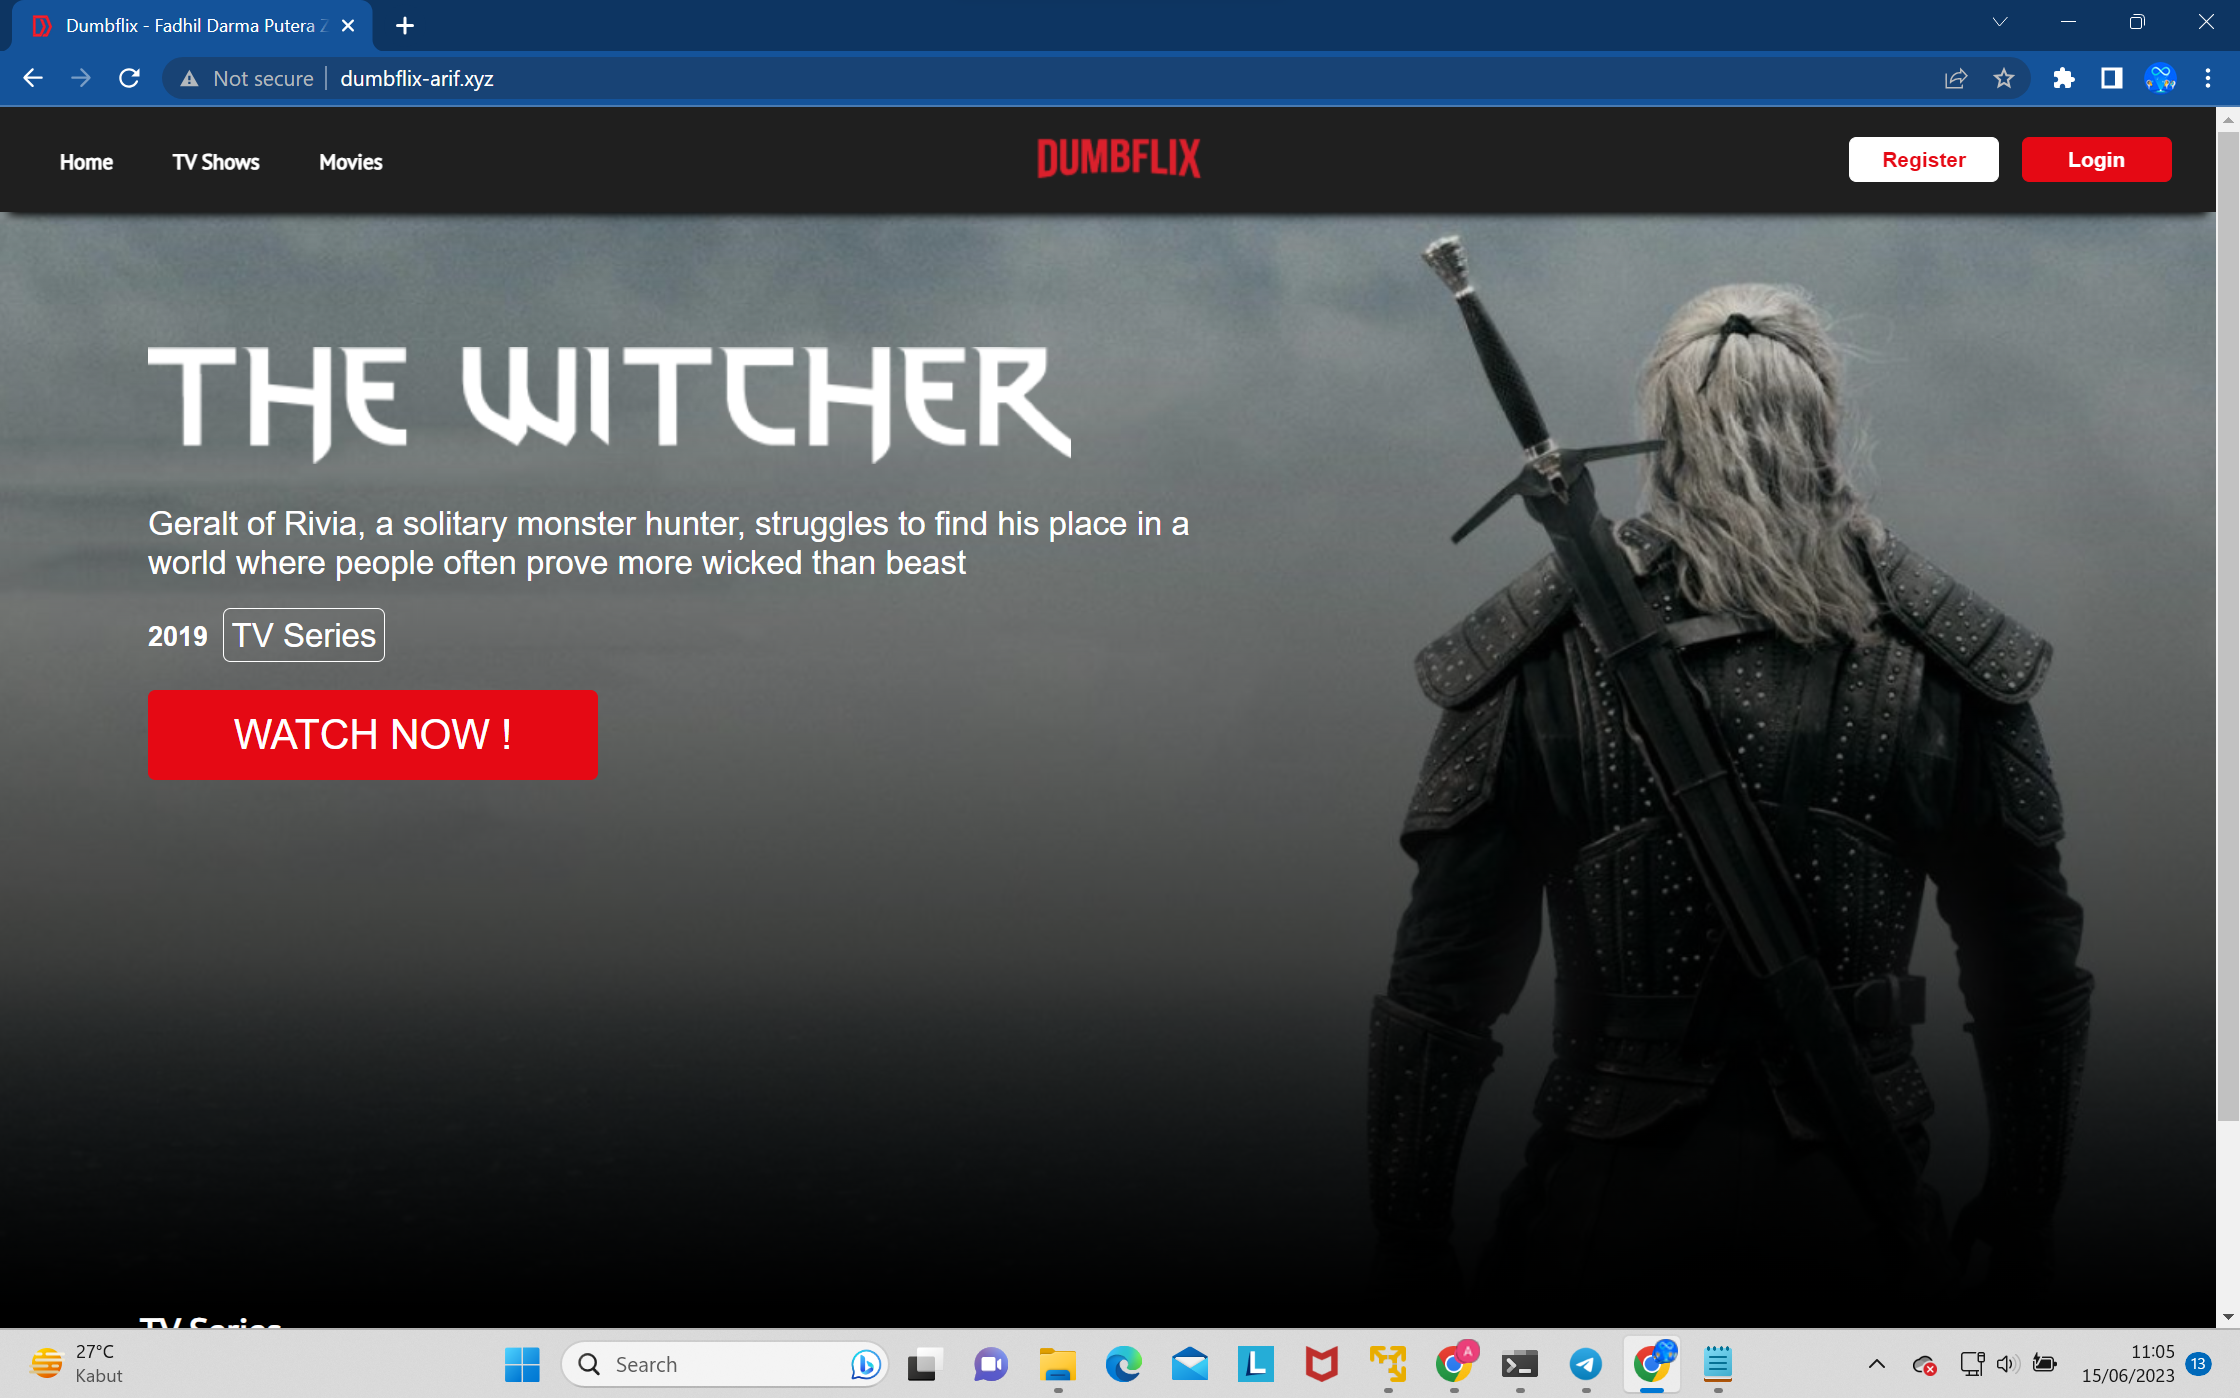 Dumbflix - Fadhil Darma Putera Z
Not secure
dumbflix-arif.xyz
Home
TV Shows
Movies
DUMBFLIX
Register
Login
THE WITCHER
Geralt of Rivia, a solitary monster hunter, struggles to find his place in a
world where people often prove more wicked than beast
2019
TV Series
WATCH NOW !
TV Series
27°C
Kabut
Search
L
A
11:05
15/06/2023
13